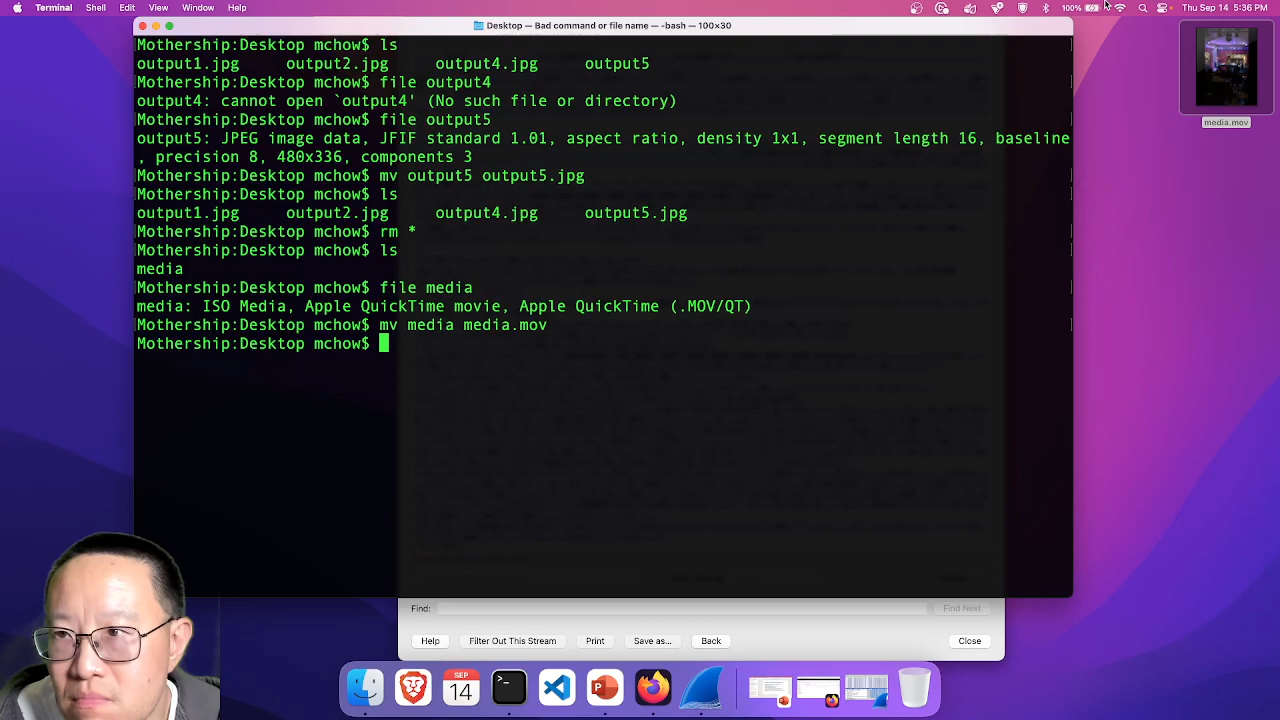 Terminal Shell Edit View Window Help 100% Thu Sep 14 5:36 PM
Desktop — Bad command or file name — -bash — 100×30
Mothership:Desktop mchow$ ls
output1.jpg output2.jpg output4.jpg output5
Mothership:Desktop mchow$ file output4
output4: cannot open `output4' (No such file or directory)
Mothership:Desktop mchow$ file output5
output5: JPEG image data, JFIF standard 1.01, aspect ratio, density 1x1, segment length 16, baseline
, precision 8, 480x336, components 3
Mothership:Desktop mchow$ mv output5 output5.jpg
Mothership:Desktop mchow$ ls
output1.jpg output2.jpg output4.jpg output5.jpg
Mothership:Desktop mchow$ rm *
Mothership:Desktop mchow$ ls
media
Mothership:Desktop mchow$ file media
media: ISO Media, Apple QuickTime movie, Apple QuickTime (.MOV/QT)
Mothership:Desktop mchow$ mv media media.mov
Mothership:Desktop mchow$
media.mov
Find: Find Next
Help Filter Out This Stream Print Save as... Back Close
SEP
14